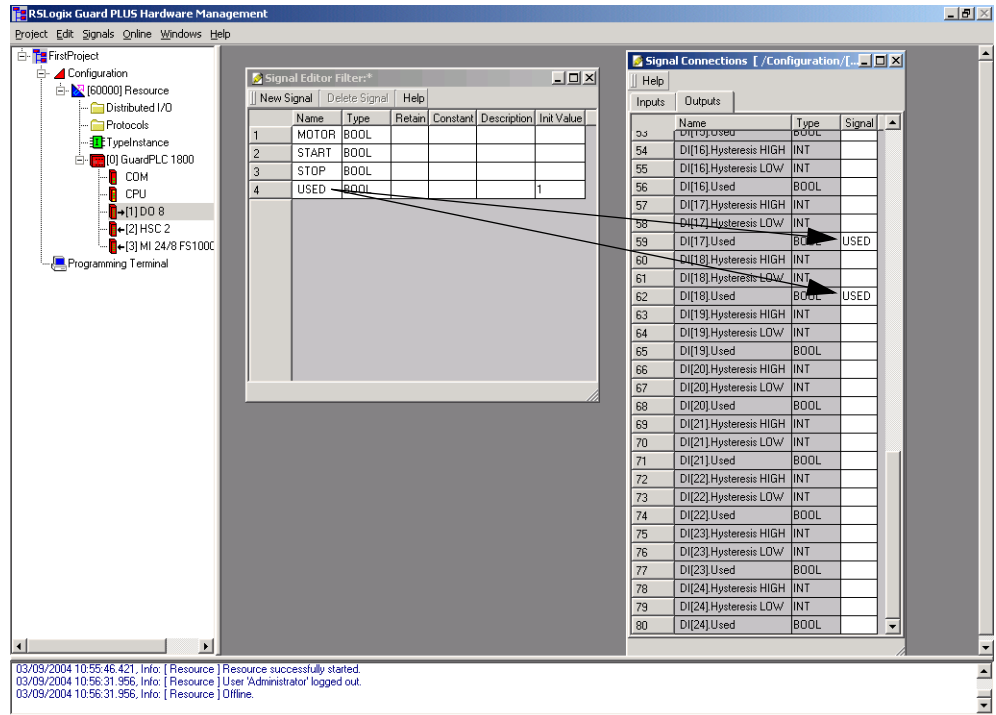 RSLogix Guard PLUS Hardware Management
Project Edit Signals Online Windows Help
FirstProject
Configuration
[60000] Resource
Distributed I/O
Protocols
TypeInstance
[0] GuardPLC 1800
COM
CPU
[1] DO 8
[2] HSC 2
[3] MI 24/8 FS1000
Programming Terminal
Signal Editor Filter:*
New Signal Delete Signal Help
Name Type Retain Constant Description Init Value
1 MOTOR BOOL
2 START BOOL
3 STOP BOOL
4 USED BOOL 1
Signal Connections [ /Configuration/[...
Help
Inputs Outputs
Name Type Signal
53 DI[15].Used BOOL
54 DI[16].Hysteresis HIGH INT
55 DI[16].Hysteresis LOW INT
56 DI[16].Used BOOL
57 DI[17].Hysteresis HIGH INT
58 DI[17].Hysteresis LOW INT
59 DI[17].Used BOOL USED
60 DI[18].Hysteresis HIGH INT
61 DI[18].Hysteresis LOW INT
62 DI[18].Used BOOL USED
63 DI[19].Hysteresis HIGH INT
64 DI[19].Hysteresis LOW INT
65 DI[19].Used BOOL
66 DI[20].Hysteresis HIGH INT
67 DI[20].Hysteresis LOW INT
68 DI[20].Used BOOL
69 DI[21].Hysteresis HIGH INT
70 DI[21].Hysteresis LOW INT
71 DI[21].Used BOOL
72 DI[22].Hysteresis HIGH INT
73 DI[22].Hysteresis LOW INT
74 DI[22].Used BOOL
75 DI[23].Hysteresis HIGH INT
76 DI[23].Hysteresis LOW INT
77 DI[23].Used BOOL
78 DI[24].Hysteresis HIGH INT
79 DI[24].Hysteresis LOW INT
80 DI[24].Used BOOL
03/09/2004 10:55:46.421, Info: [ Resource ] Resource successfully started.
03/09/2004 10:56:31.956, Info: [ Resource ] User 'Administrator' logged out.
03/09/2004 10:56:31.956, Info: [ Resource ] Offline.